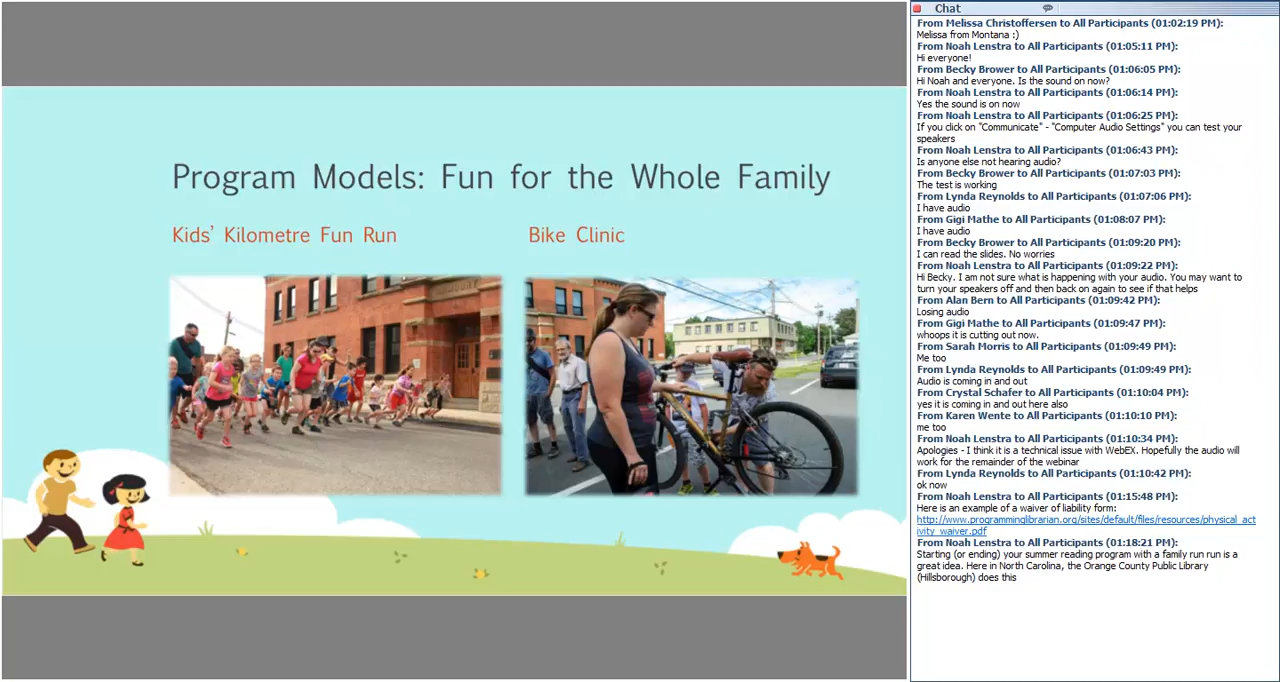 Program Models: Fun for the Whole Family
Kids' Kilometre Fun Run
Bike Clinic
Chat
From Melissa Christoffersen to All Participants (01:02:19 PM):
Melissa from Montana :)
From Noah Lenstra to All Participants (01:05:11 PM):
Hi everyone!
From Becky Brower to All Participants (01:06:05 PM):
Hi Noah and everyone. Is the sound on now?
From Noah Lenstra to All Participants (01:06:14 PM):
Yes the sound is on now
From Noah Lenstra to All Participants (01:06:25 PM):
If you click on "Communicate" - "Computer Audio Settings" you can test your
speakers
From Noah Lenstra to All Participants (01:06:43 PM):
Is anyone else not hearing audio?
From Becky Brower to All Participants (01:07:03 PM):
The test is working
From Lynda Reynolds to All Participants (01:07:06 PM):
I have audio
From Gigi Mathe to All Participants (01:08:07 PM):
I have audio
From Becky Brower to All Participants (01:09:20 PM):
I can read the slides. No worries
From Noah Lenstra to All Participants (01:09:22 PM):
Hi Becky. I am not sure what is happening with your audio. You may want to
turn your speakers off and then back on again to see if that helps
From Alan Bern to All Participants (01:09:42 PM):
Losing audio
From Gigi Mathe to All Participants (01:09:47 PM):
whoops it is cutting out now.
From Sarah Morris to All Participants (01:09:49 PM):
Me too
From Lynda Reynolds to All Participants (01:09:49 PM):
Audio is coming in and out
From Crystal Schafer to All Participants (01:10:04 PM):
yes it is coming in and out here also
From Karen Wente to All Participants (01:10:10 PM):
me too
From Noah Lenstra to All Participants (01:10:34 PM):
Apologies - I think it is a technical issue with WebEX. Hopefully the audio will
work for the remainder of the webinar
From Lynda Reynolds to All Participants (01:10:42 PM):
ok now
From Noah Lenstra to All Participants (01:15:48 PM):
Here is an example of a waiver of liability form:
http://www.programminglibrarian.org/sites/default/files/resources/physical_act
ivity_waiver.pdf
From Noah Lenstra to All Participants (01:18:21 PM):
Starting (or ending) your summer reading program with a family run run is a
great idea. Here in North Carolina, the Orange County Public Library
(Hillsborough) does this